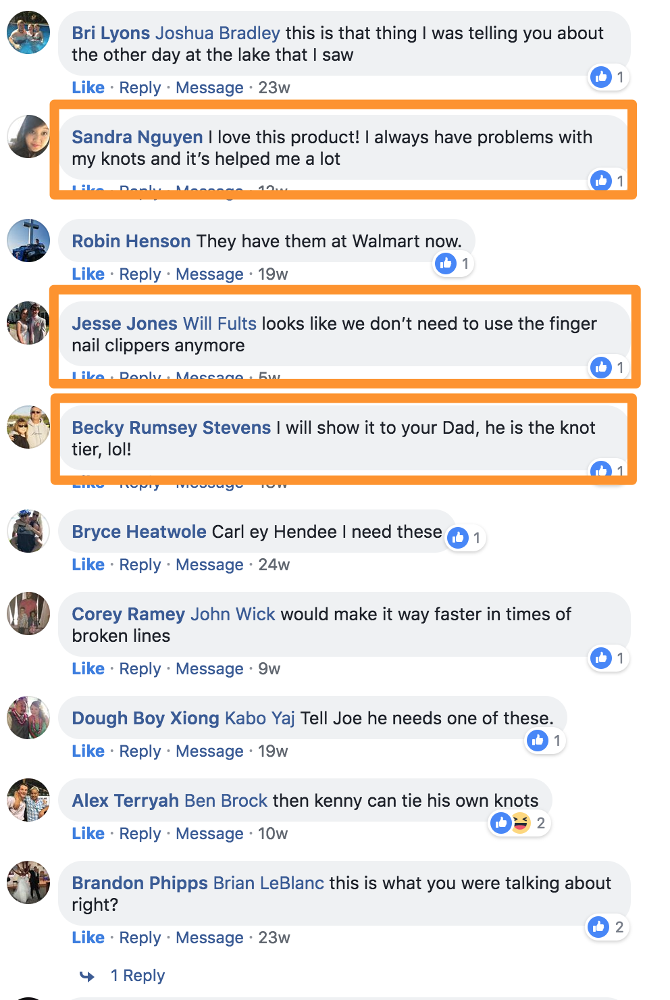 Bri Lyons Joshua Bradley this is that thing I was telling you about
the other day at the lake that I saw
1
Like · Reply · Message · 23w
Sandra Nguyen I love this product! I always have problems with
my knots and it’s helped me a lot
1
Like · Reply · Message · 12w
Robin Henson They have them at Walmart now.
1
Like · Reply · Message · 19w
Jesse Jones Will Fults looks like we don’t need to use the finger
nail clippers anymore
1
Like · Reply · Message · 5w
Becky Rumsey Stevens I will show it to your Dad, he is the knot
tier, lol!
1
Like · Reply · Message ·
Bryce Heatwole Carl ey Hendee I need these
1
Like · Reply · Message · 24w
Corey Ramey John Wick would make it way faster in times of
broken lines
1
Like · Reply · Message · 9w
Dough Boy Xiong Kabo Yaj Tell Joe he needs one of these.
1
Like · Reply · Message · 19w
Alex Terryah Ben Brock then kenny can tie his own knots
2
Like · Reply · Message · 10w
Brandon Phipps Brian LeBlanc this is what you were talking about
right?
2
Like · Reply · Message · 23w
1 Reply